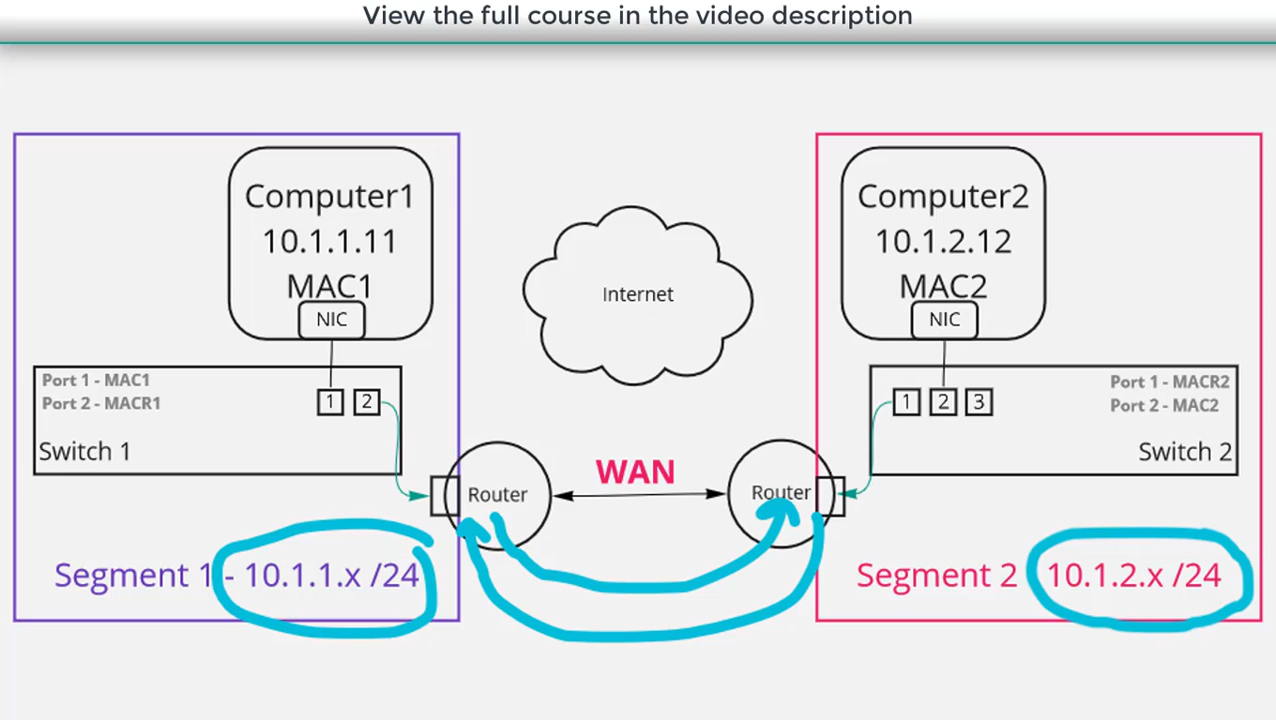 View the full course in the video description
Computer1
10.1.1.11
MAC1
NIC
Port 1 - MAC1
Port 2 - MACR1
1
2
Switch 1
Router
Segment 1 - 10.1.1.x /24
Internet
WAN
Computer2
10.1.2.12
MAC2
NIC
1
2
3
Port 1 - MACR2
Port 2 - MAC2
Switch 2
Router
Segment 2 10.1.2.x /24